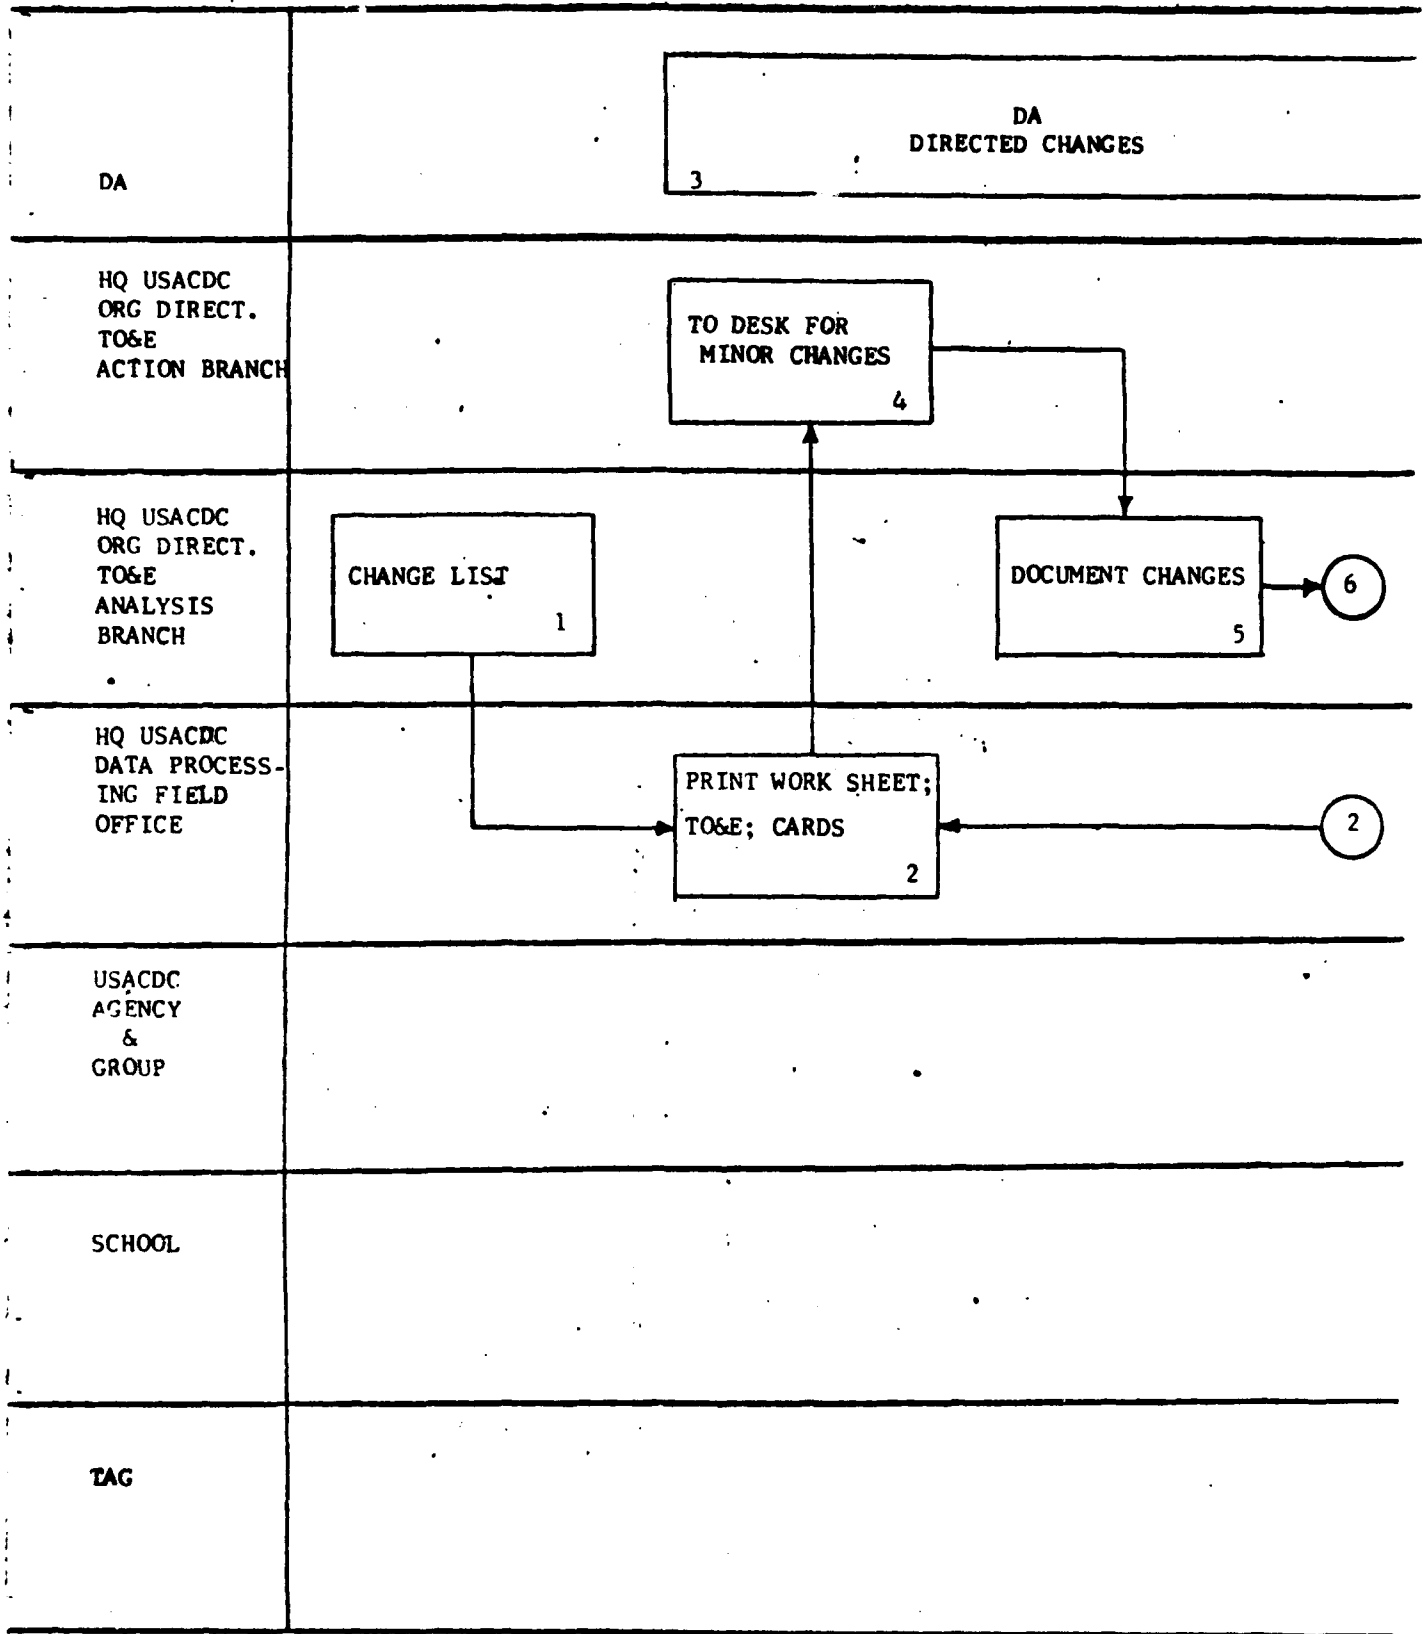 DA
DA
DIRECTED CHANGES
3
HQ USACDC
ORG DIRECT.
TO&E
ACTION BRANCH
TO DESK FOR
MINOR CHANGES
4
HQ USACDC
ORG DIRECT.
TO&E
ANALYSIS
BRANCH
CHANGE LIST
1
DOCUMENT CHANGES
5
6
HQ USACDC
DATA PROCESS-
ING FIELD
OFFICE
PRINT WORK SHEET;
TO&E; CARDS
2
2
USACDC
AGENCY
&
GROUP
SCHOOL
TAG